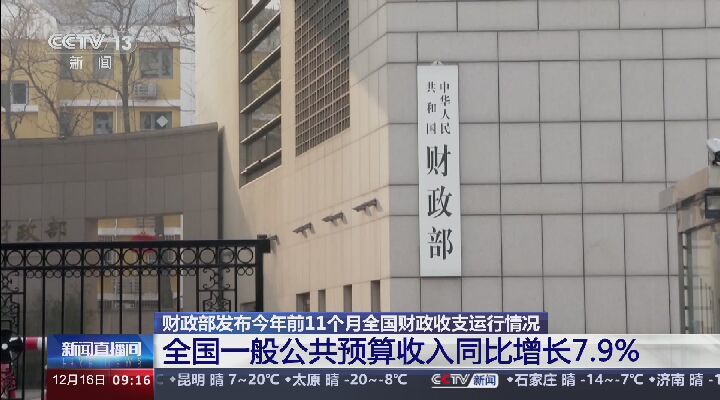 CCTV 13
新闻
中华人民
共和国
财政部
财政部
财政部发布今年前11个月全国财政收支运行情况
新闻直播间
全国一般公共预算收入同比增长7.9%
12月16日 09:16 昆明 晴 7~20℃ 太原 晴 -20~-8℃ CCTV 新闻 石家庄 晴 -14~-7℃ 济南 晴 -1